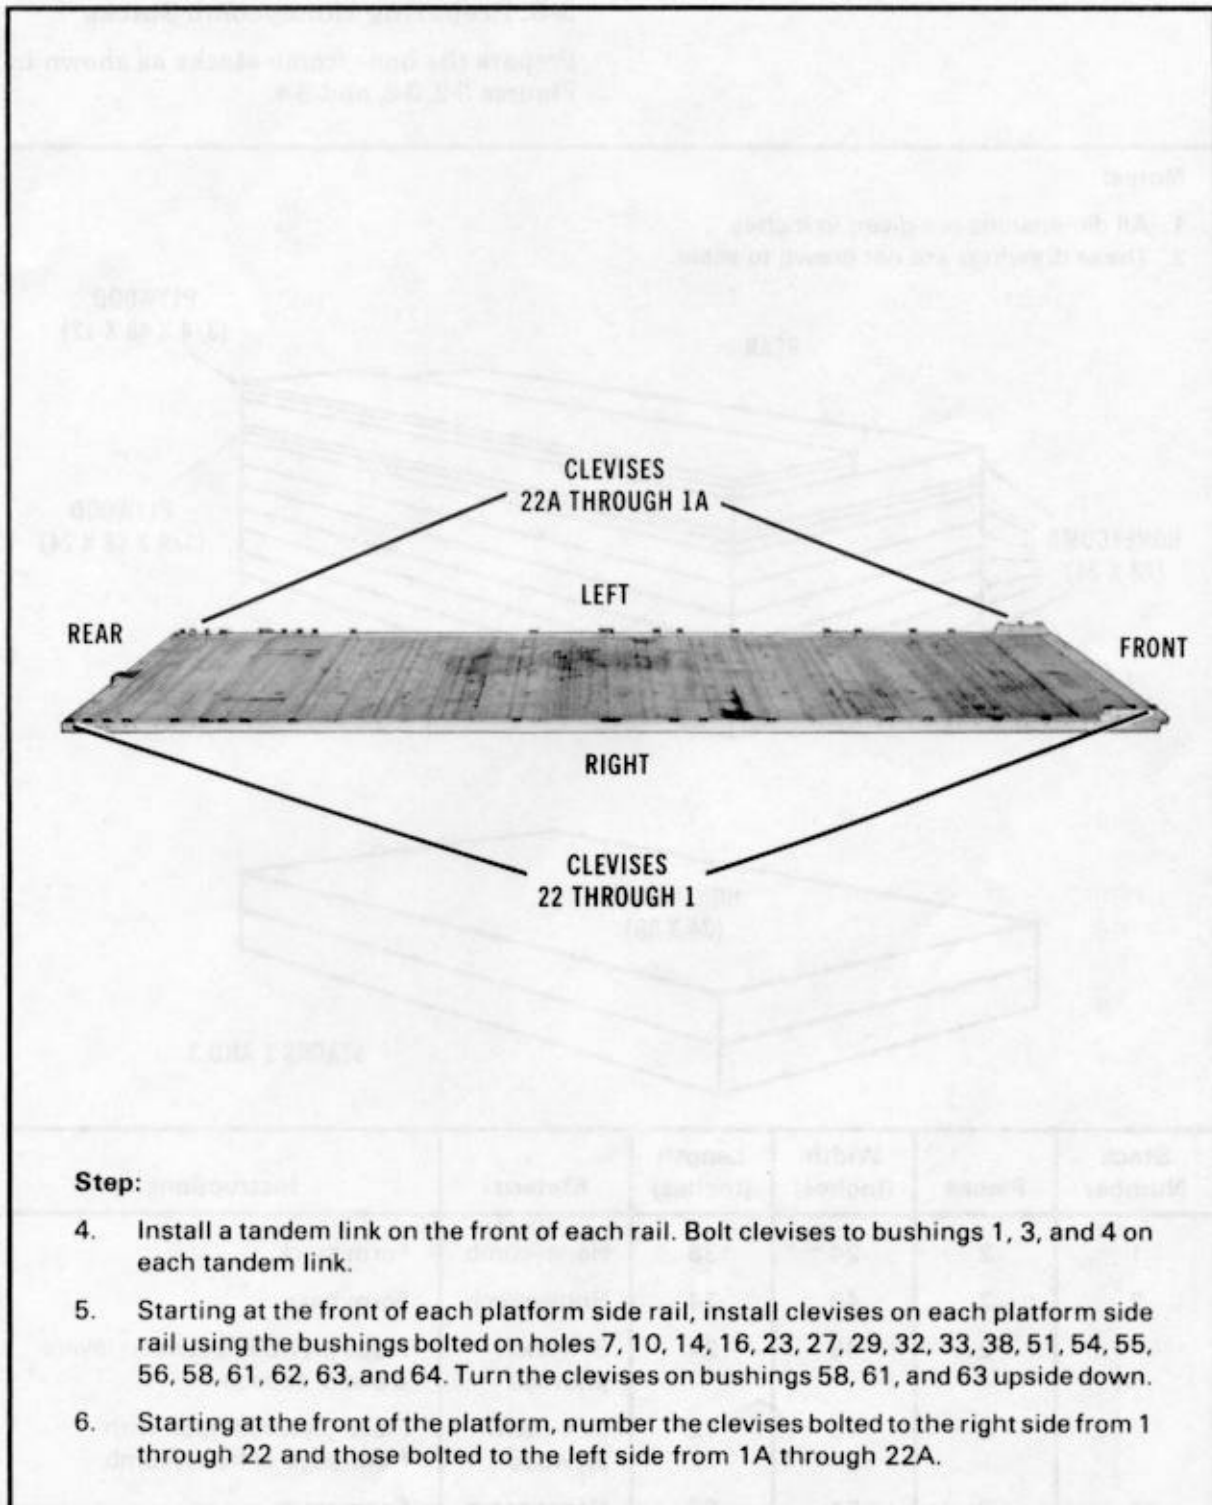 CLEVISES
22A THROUGH 1A
LEFT
REAR
FRONT
RIGHT
CLEVISES
22 THROUGH 1
Step:
4. Install a tandem link on the front of each rail. Bolt clevises to bushings 1, 3, and 4 on
each tandem link.
5. Starting at the front of each platform side rail, install clevises on each platform side
rail using the bushings bolted on holes 7, 10, 14, 16, 23, 27, 29, 32, 33, 38, 51, 54, 55,
56, 58, 61, 62, 63, and 64. Turn the clevises on bushings 58, 61, and 63 upside down.
6. Starting at the front of the platform, number the clevises bolted to the right side from 1
through 22 and those bolted to the left side from 1A through 22A.